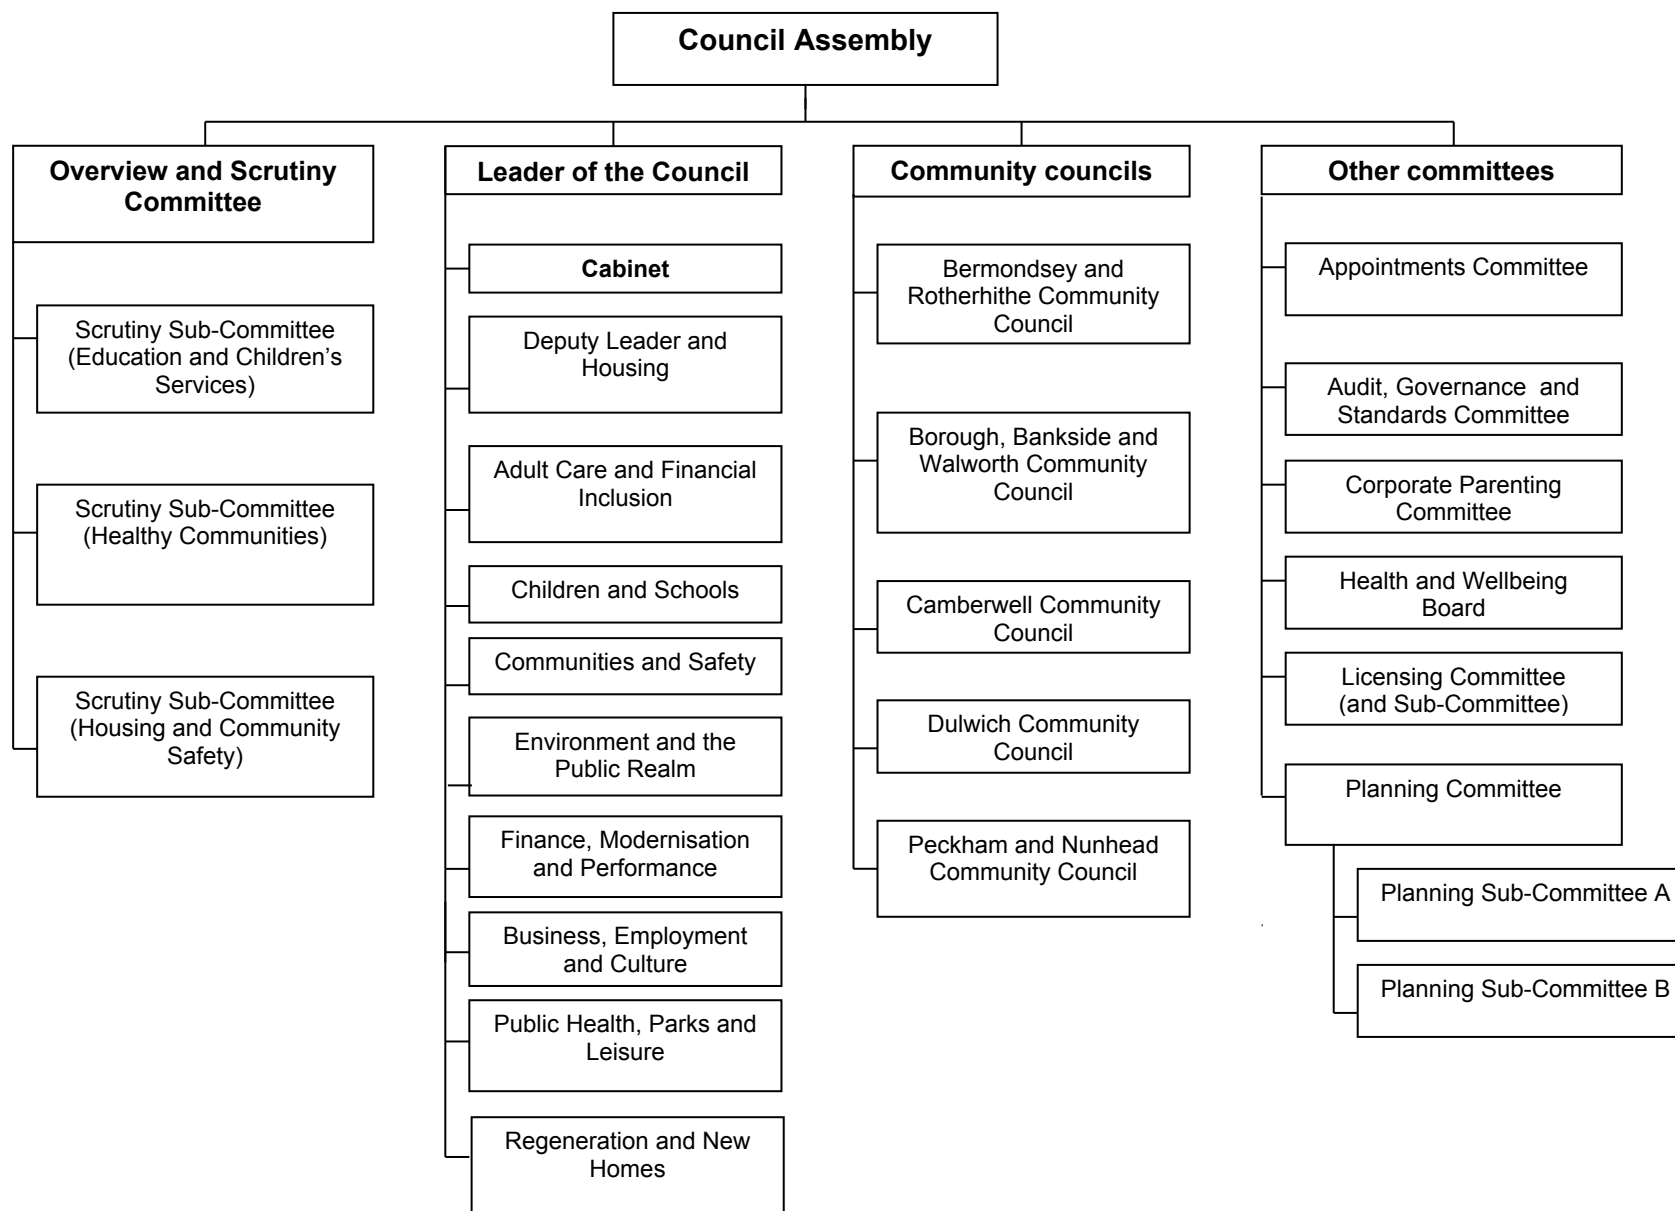 Council Assembly
Overview and Scrutiny
Committee
Scrutiny Sub-Committee
(Education and Children’s
Services)
Scrutiny Sub-Committee
(Healthy Communities)
Scrutiny Sub-Committee
(Housing and Community
Safety)
Leader of the Council
Cabinet
Deputy Leader and
Housing
Adult Care and Financial
Inclusion
Children and Schools
Communities and Safety
Environment and the
Public Realm
Finance, Modernisation
and Performance
Business, Employment
and Culture
Public Health, Parks and
Leisure
Regeneration and New
Homes
Community councils
Bermondsey and
Rotherhithe Community
Council
Borough, Bankside and
Walworth Community
Council
Camberwell Community
Council
Dulwich Community
Council
Peckham and Nunhead
Community Council
Other committees
Appointments Committee
Audit, Governance  and
Standards Committee
Corporate Parenting
Committee
Health and Wellbeing
Board
Licensing Committee
(and Sub-Committee)
Planning Committee
Planning Sub-Committee A
Planning Sub-Committee B